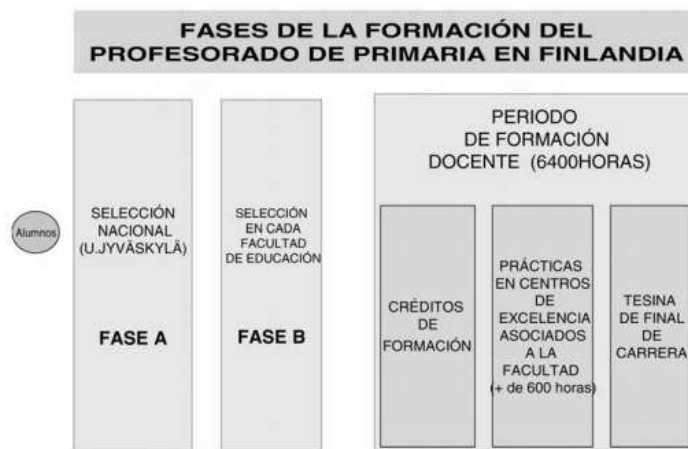 FASES DE LA FORMACIÓN DEL
PROFESORADO DE PRIMARIA EN FINLANDIA
Alumnos
SELECCIÓN
NACIONAL
(U.JYVÄSKYLÄ)
FASE A
SELECCIÓN
EN CADA
FACULTAD
DE EDUCACIÓN
FASE B
PERIODO
DE FORMACIÓN
DOCENTE (6400HORAS)
CRÉDITOS
DE
FORMACIÓN
PRÁCTICAS
EN CENTROS
DE
EXCELENCIA
ASOCIADOS
A LA
FACULTAD
(+ de 600 horas)
TESINA
DE FINAL
DE
CARRERA